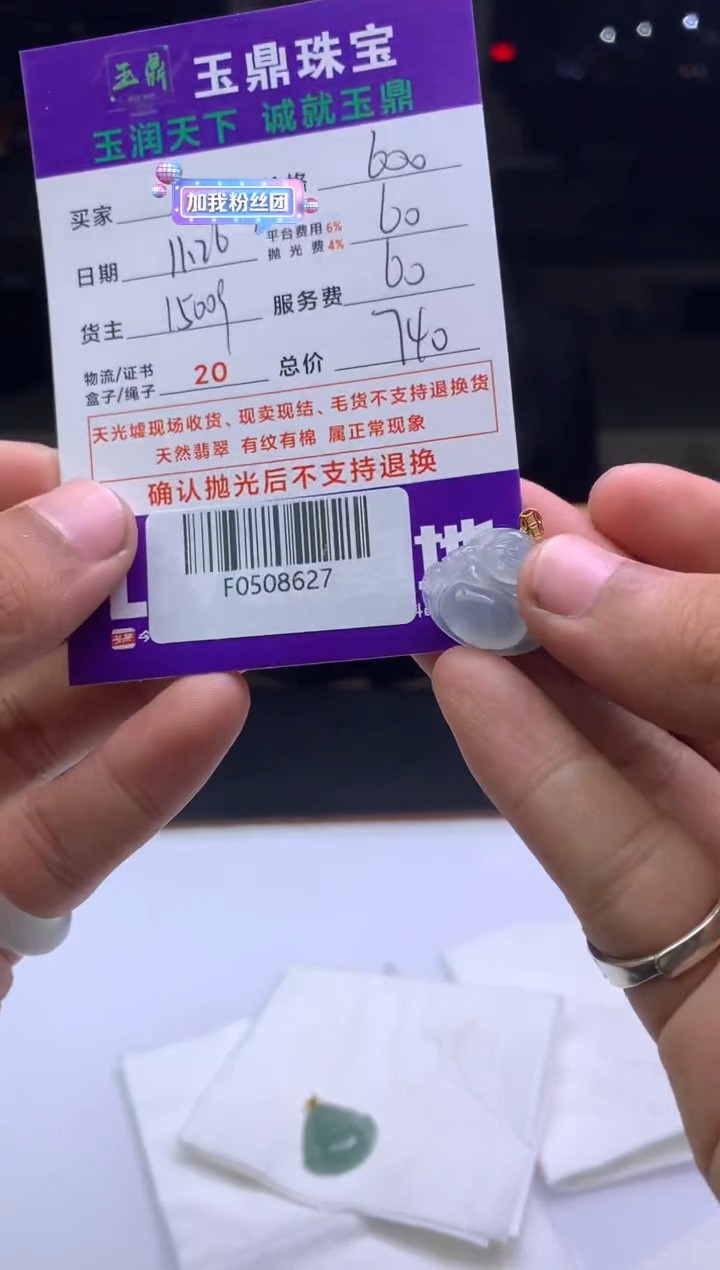 玉鼎 玉鼎珠宝
玉润天下 诚就玉鼎
买家 加我粉丝团 600
日期 11.26 平台费用6% 60
抛光费4%
货主 15009 服务费 60
物流/证书 20 总价 740
盒子/绳子
天光墟现场收货、现卖现结、毛货不支持退换货
天然翡翠 有纹有棉 属正常现象
确认抛光后不支持退换
F0508627
头条 今